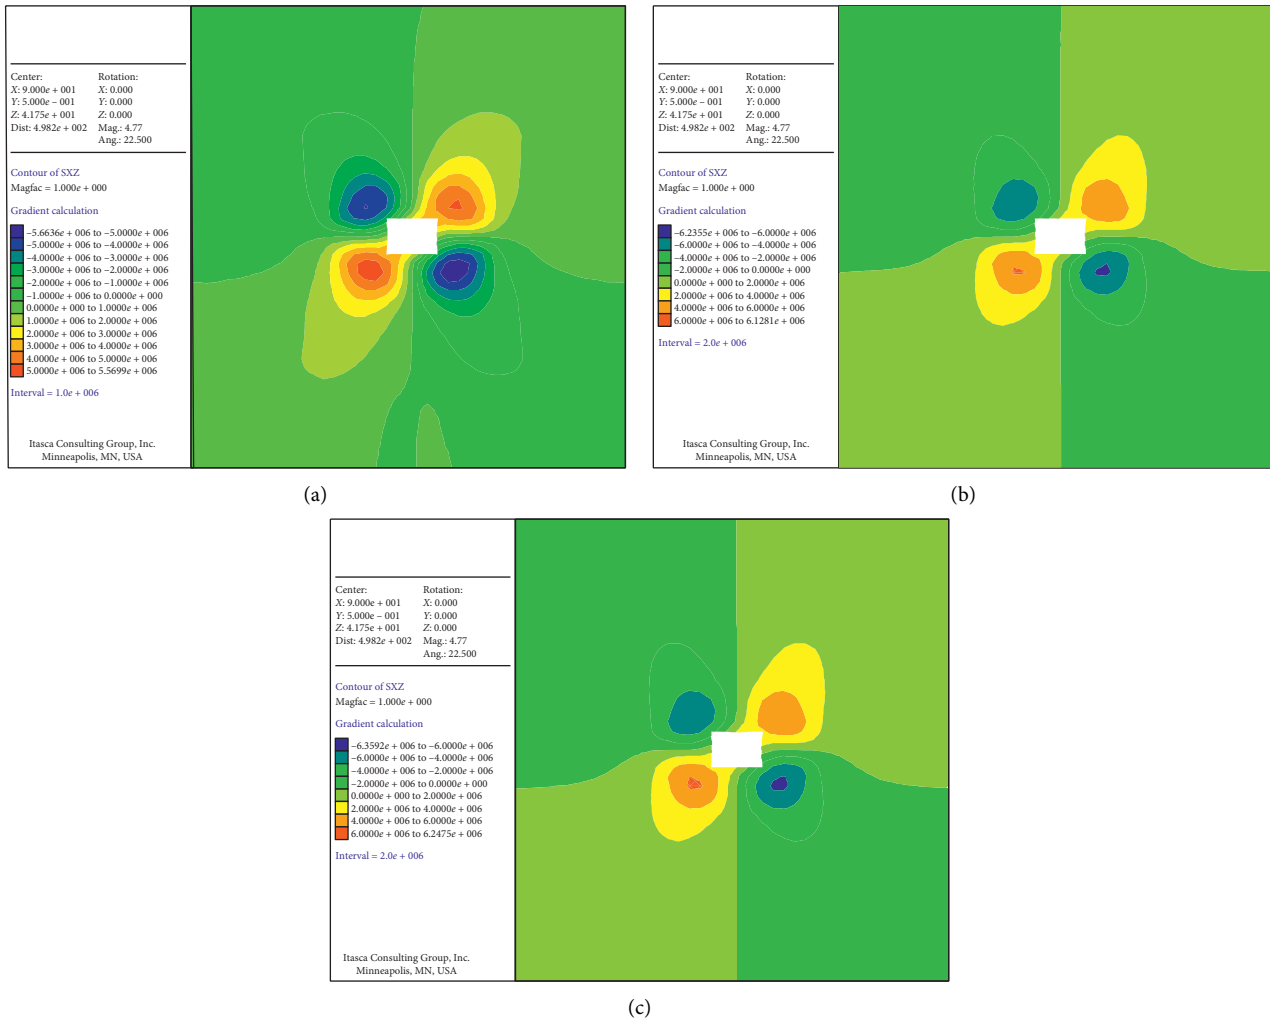 Center:
X: 9.000e + 001
Y: 5.000e – 001
Z: 4.175e + 001
Dist: 4.982e + 002
Rotation:
X: 0.000
Y: 0.000
Z: 0.000
Mag.: 4.77
Ang.: 22.500
Contour of SXZ
Magfac = 1.000e + 000
Gradient calculation
–5.6636e + 006 to –5.0000e + 006
–5.0000e + 006 to –4.0000e + 006
–4.0000e + 006 to –3.0000e + 006
–3.0000e + 006 to –2.0000e + 006
–2.0000e + 006 to –1.0000e + 006
–1.0000e + 006 to 0.0000e + 000
0.0000e + 000 to 1.0000e + 006
1.0000e + 006 to 2.0000e + 006
2.0000e + 006 to 3.0000e + 006
3.0000e + 006 to 4.0000e + 006
4.0000e + 006 to 5.0000e + 006
5.0000e + 006 to 5.5699e + 006
Interval = 1.0e + 006
Itasca Consulting Group, Inc.
Minneapolis, MN, USA
(a)
Center:
X: 9.000e + 001
Y: 5.000e – 001
Z: 4.175e + 001
Dist: 4.982e + 002
Rotation:
X: 0.000
Y: 0.000
Z: 0.000
Mag.: 4.77
Ang.: 22.500
Contour of SXZ
Magfac = 1.000e + 000
Gradient calculation
–6.2355e + 006 to –6.0000e + 006
–6.0000e + 006 to –4.0000e + 006
–4.0000e + 006 to –2.0000e + 006
–2.0000e + 006 to 0.0000e + 000
0.0000e + 000 to 2.0000e + 006
2.0000e + 006 to 4.0000e + 006
4.0000e + 006 to 6.0000e + 006
6.0000e + 006 to 6.1281e + 006
Interval = 2.0e + 006
Itasca Consulting Group, Inc.
Minneapolis, MN, USA
(b)
Center:
X: 9.000e + 001
Y: 5.000e – 001
Z: 4.175e + 001
Dist: 4.982e + 002
Rotation:
X: 0.000
Y: 0.000
Z: 0.000
Mag.: 4.77
Ang.: 22.500
Contour of SXZ
Magfac = 1.000e + 000
Gradient calculation
–6.3592e + 006 to –6.0000e + 006
–6.0000e + 006 to –4.0000e + 006
–4.0000e + 006 to –2.0000e + 006
–2.0000e + 006 to 0.0000e + 000
0.0000e + 000 to 2.0000e + 006
2.0000e + 006 to 4.0000e + 006
4.0000e + 006 to 6.0000e + 006
6.0000e + 006 to 6.2475e + 006
Interval = 2.0e + 006
Itasca Consulting Group, Inc.
Minneapolis, MN, USA
(c)